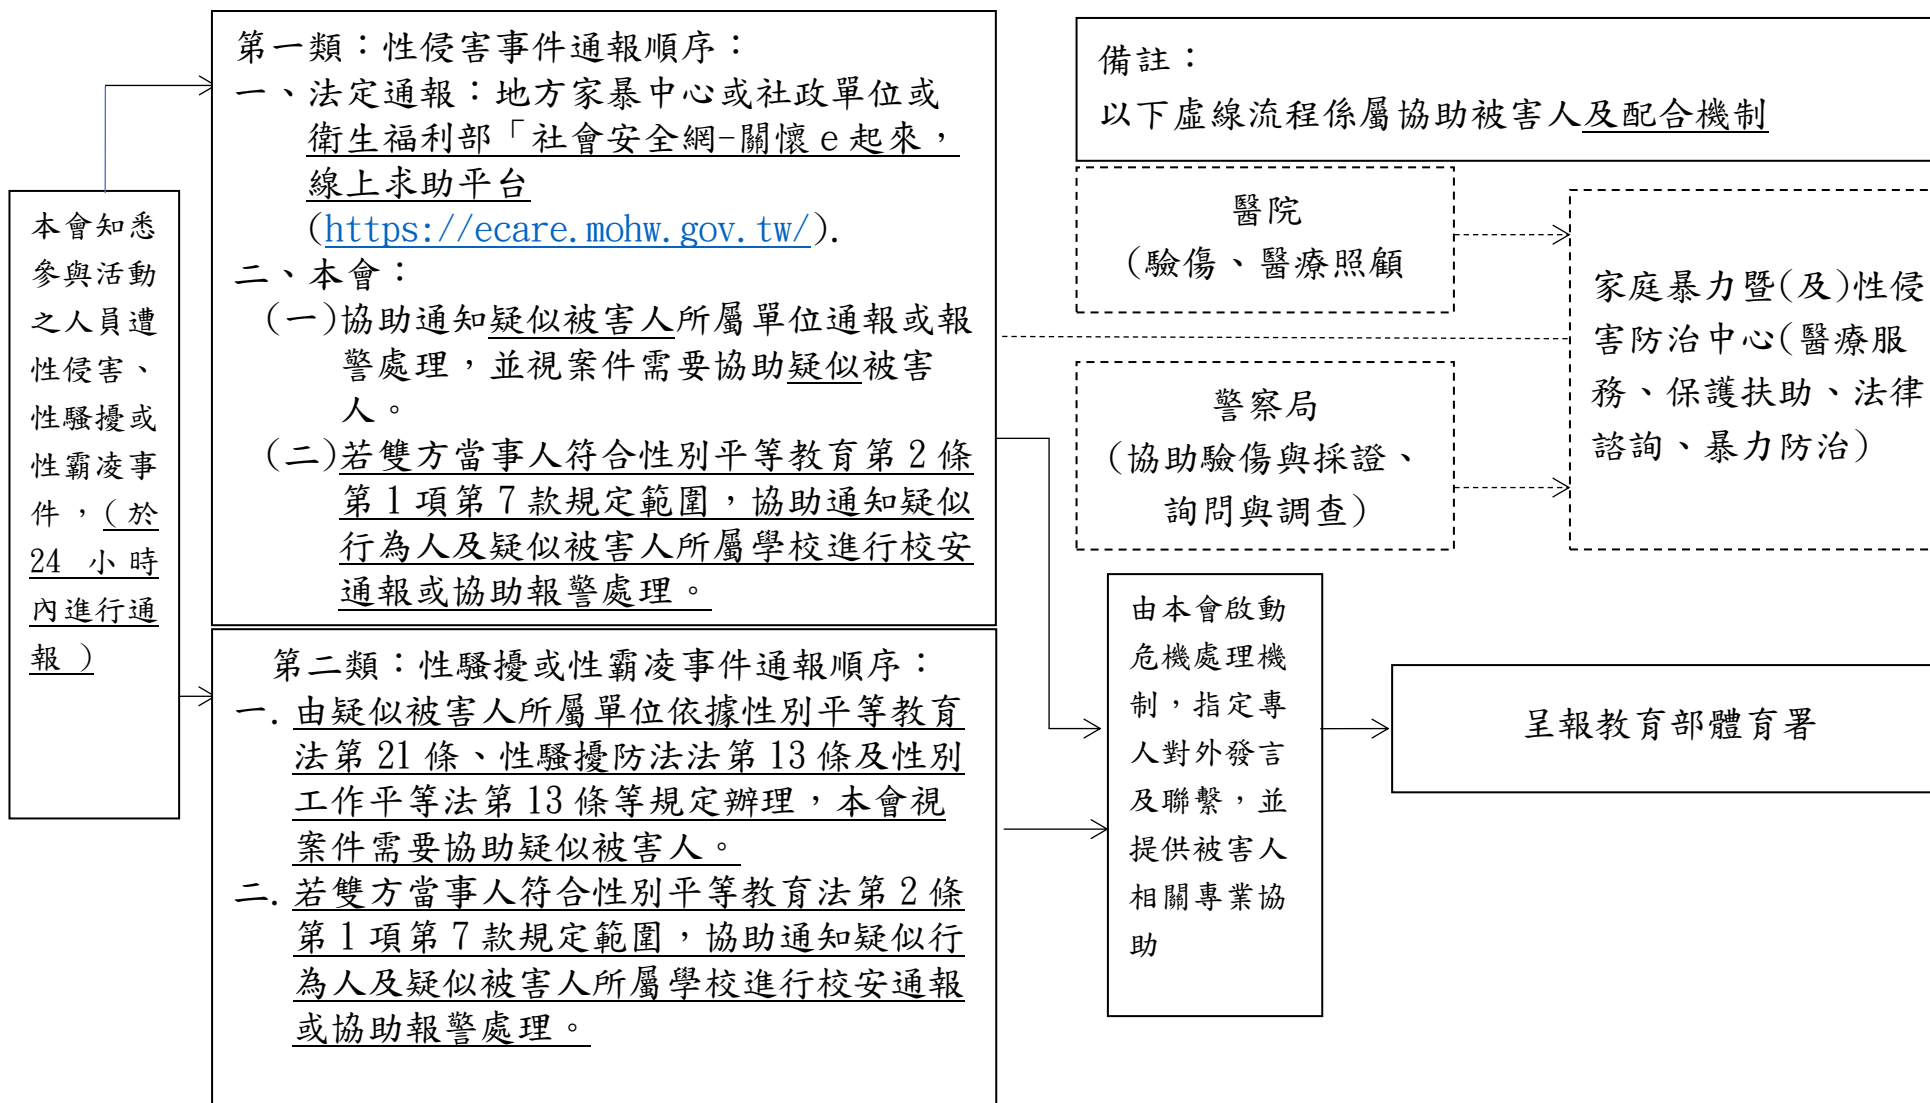 本會知悉
參與活動
之人員遭
性侵害、
性騷擾或
性霸凌事
件，(於
24 小時
內進行通
報 )
第一類：性侵害事件通報順序：
一、法定通報：地方家暴中心或社政單位或
衛生福利部「社會安全網-關懷 e 起來，
線上求助平台
(https://ecare.mohw.gov.tw/).
二、本會：
(一)協助通知疑似被害人所屬單位通報或報
警處理，並視案件需要協助疑似被害
人。
(二)若雙方當事人符合性別平等教育第 2 條
第 1 項第 7 款規定範圍，協助通知疑似
行為人及疑似被害人所屬學校進行校安
通報或協助報警處理。
第二類：性騷擾或性霸凌事件通報順序：
一.由疑似被害人所屬單位依據性別平等教育
法第 21 條、性騷擾防法法第 13 條及性別
工作平等法第 13 條等規定辦理，本會視
案件需要協助疑似被害人。
二.若雙方當事人符合性別平等教育法第 2 條
第 1 項第 7 款規定範圍，協助通知疑似行
為人及疑似被害人所屬學校進行校安通報
或協助報警處理。
備註：
以下虛線流程係屬協助被害人及配合機制
醫院
(驗傷、醫療照顧
警察局
(協助驗傷與採證、
詢問與調查)
家庭暴力暨(及)性侵
害防治中心(醫療服
務、保護扶助、法律
諮詢、暴力防治)
由本會啟動
危機處理機
制，指定專
人對外發言
及聯繫，並
提供被害人
相關專業協
助
呈報教育部體育署